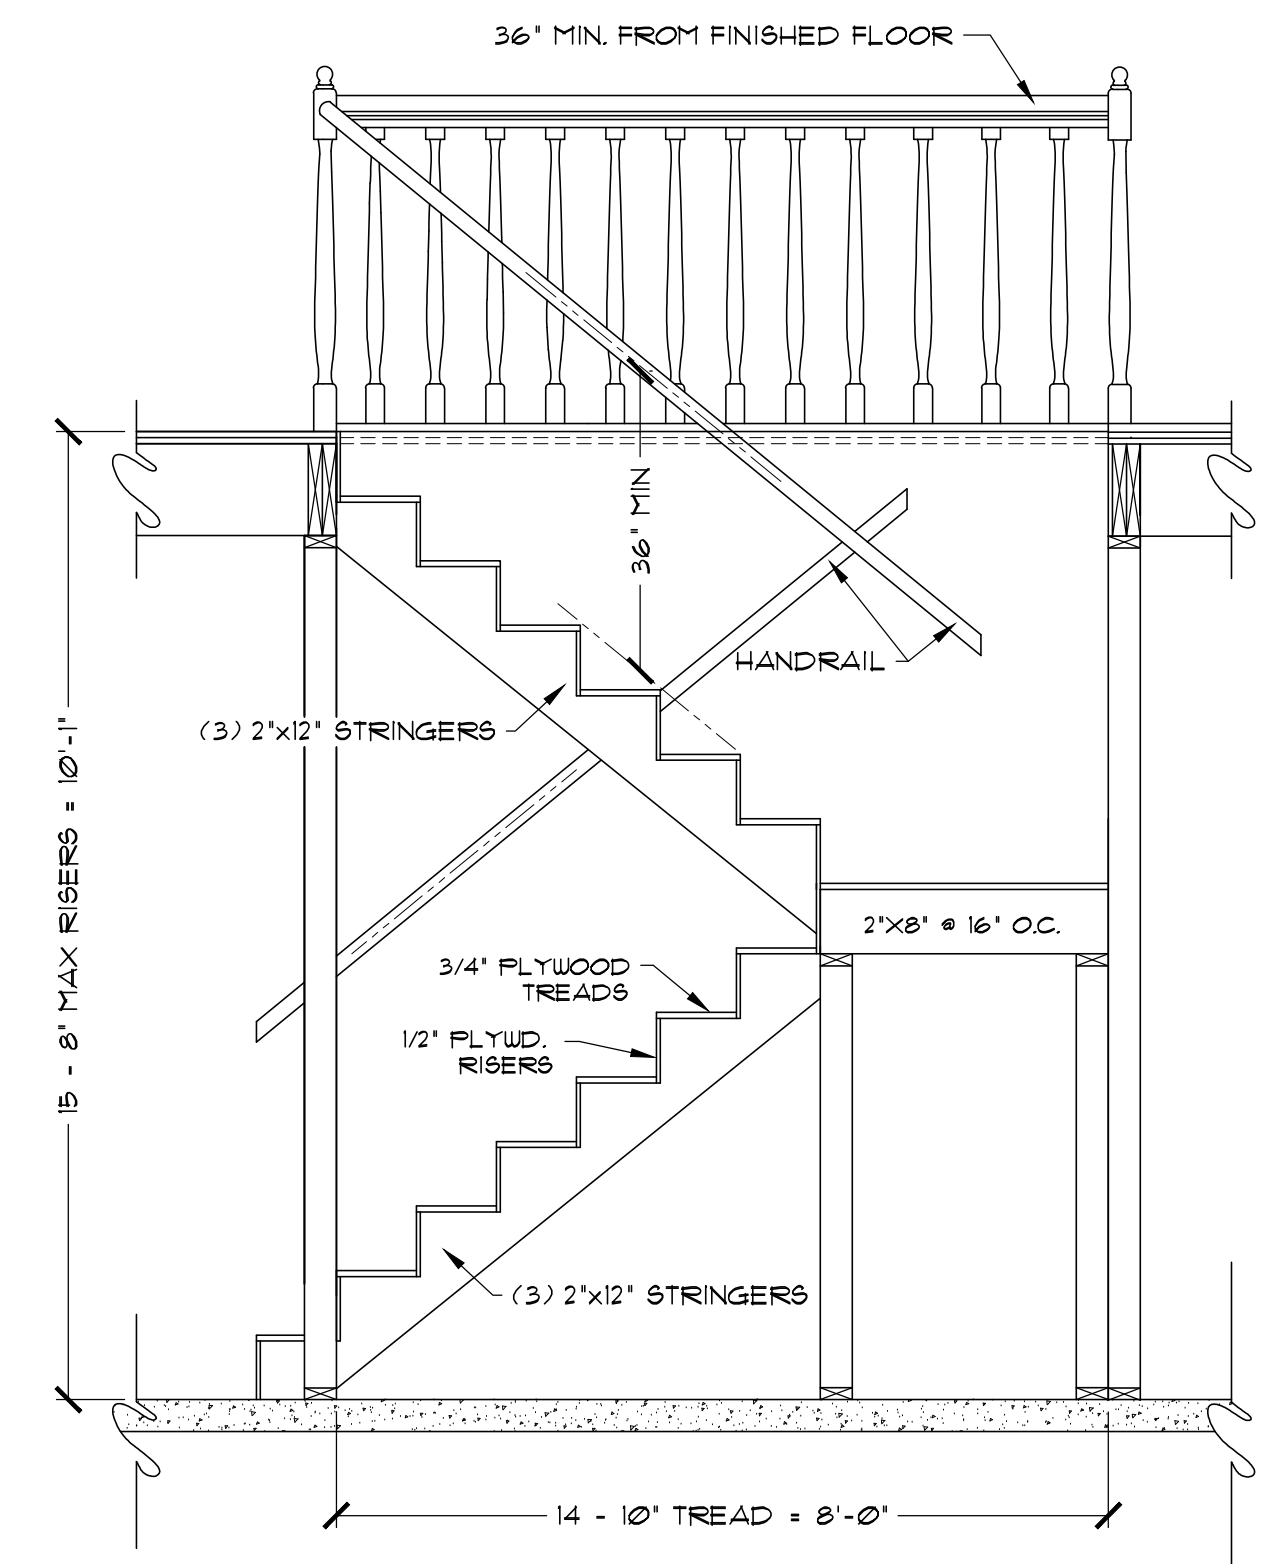 36" MIN. FROM FINISHED FLOOR
36" MIN
HANDRAIL
(3) 2"x12" STRINGERS
15 - 8" MAX RISERS = 10'-1"
2"X8" @ 16" O.C.
3/4" PLYWOOD
TREADS
1/2" PLYWD.
RISERS
(3) 2"x12" STRINGERS
14 - 10" TREAD = 8'-0"